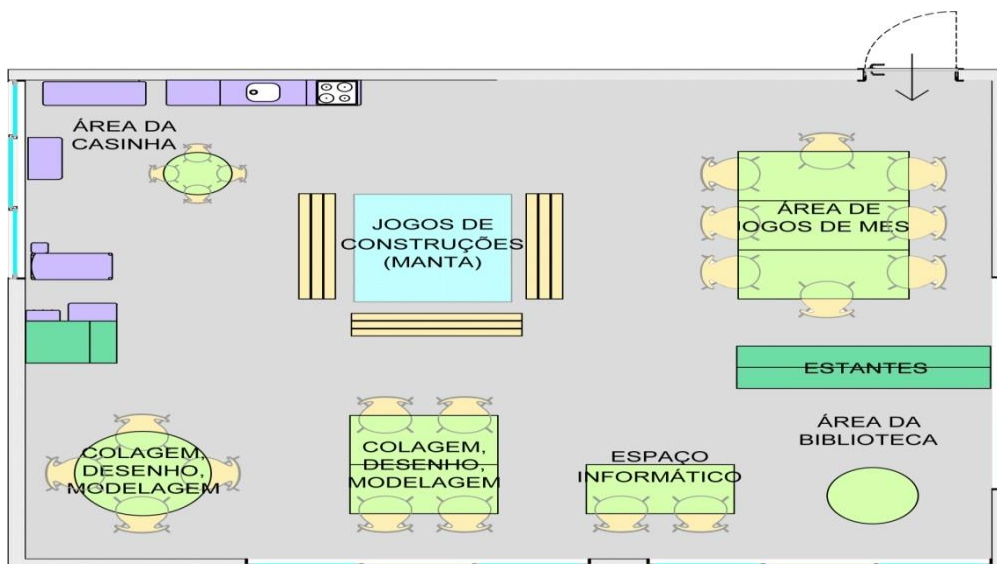 ÁREA DA
CASINHA
JOGOS DE
CONSTRUÇÕES
(MANTA)
ÁREA DE
JOGOS DE MES
ESTANTES
ÁREA DA
BIBLIOTECA
COLAGEM,
DESENHO,
MODELAGEM
COLAGEM,
DESENHO,
MODELAGEM
ESPAÇO
INFORMÁTICO